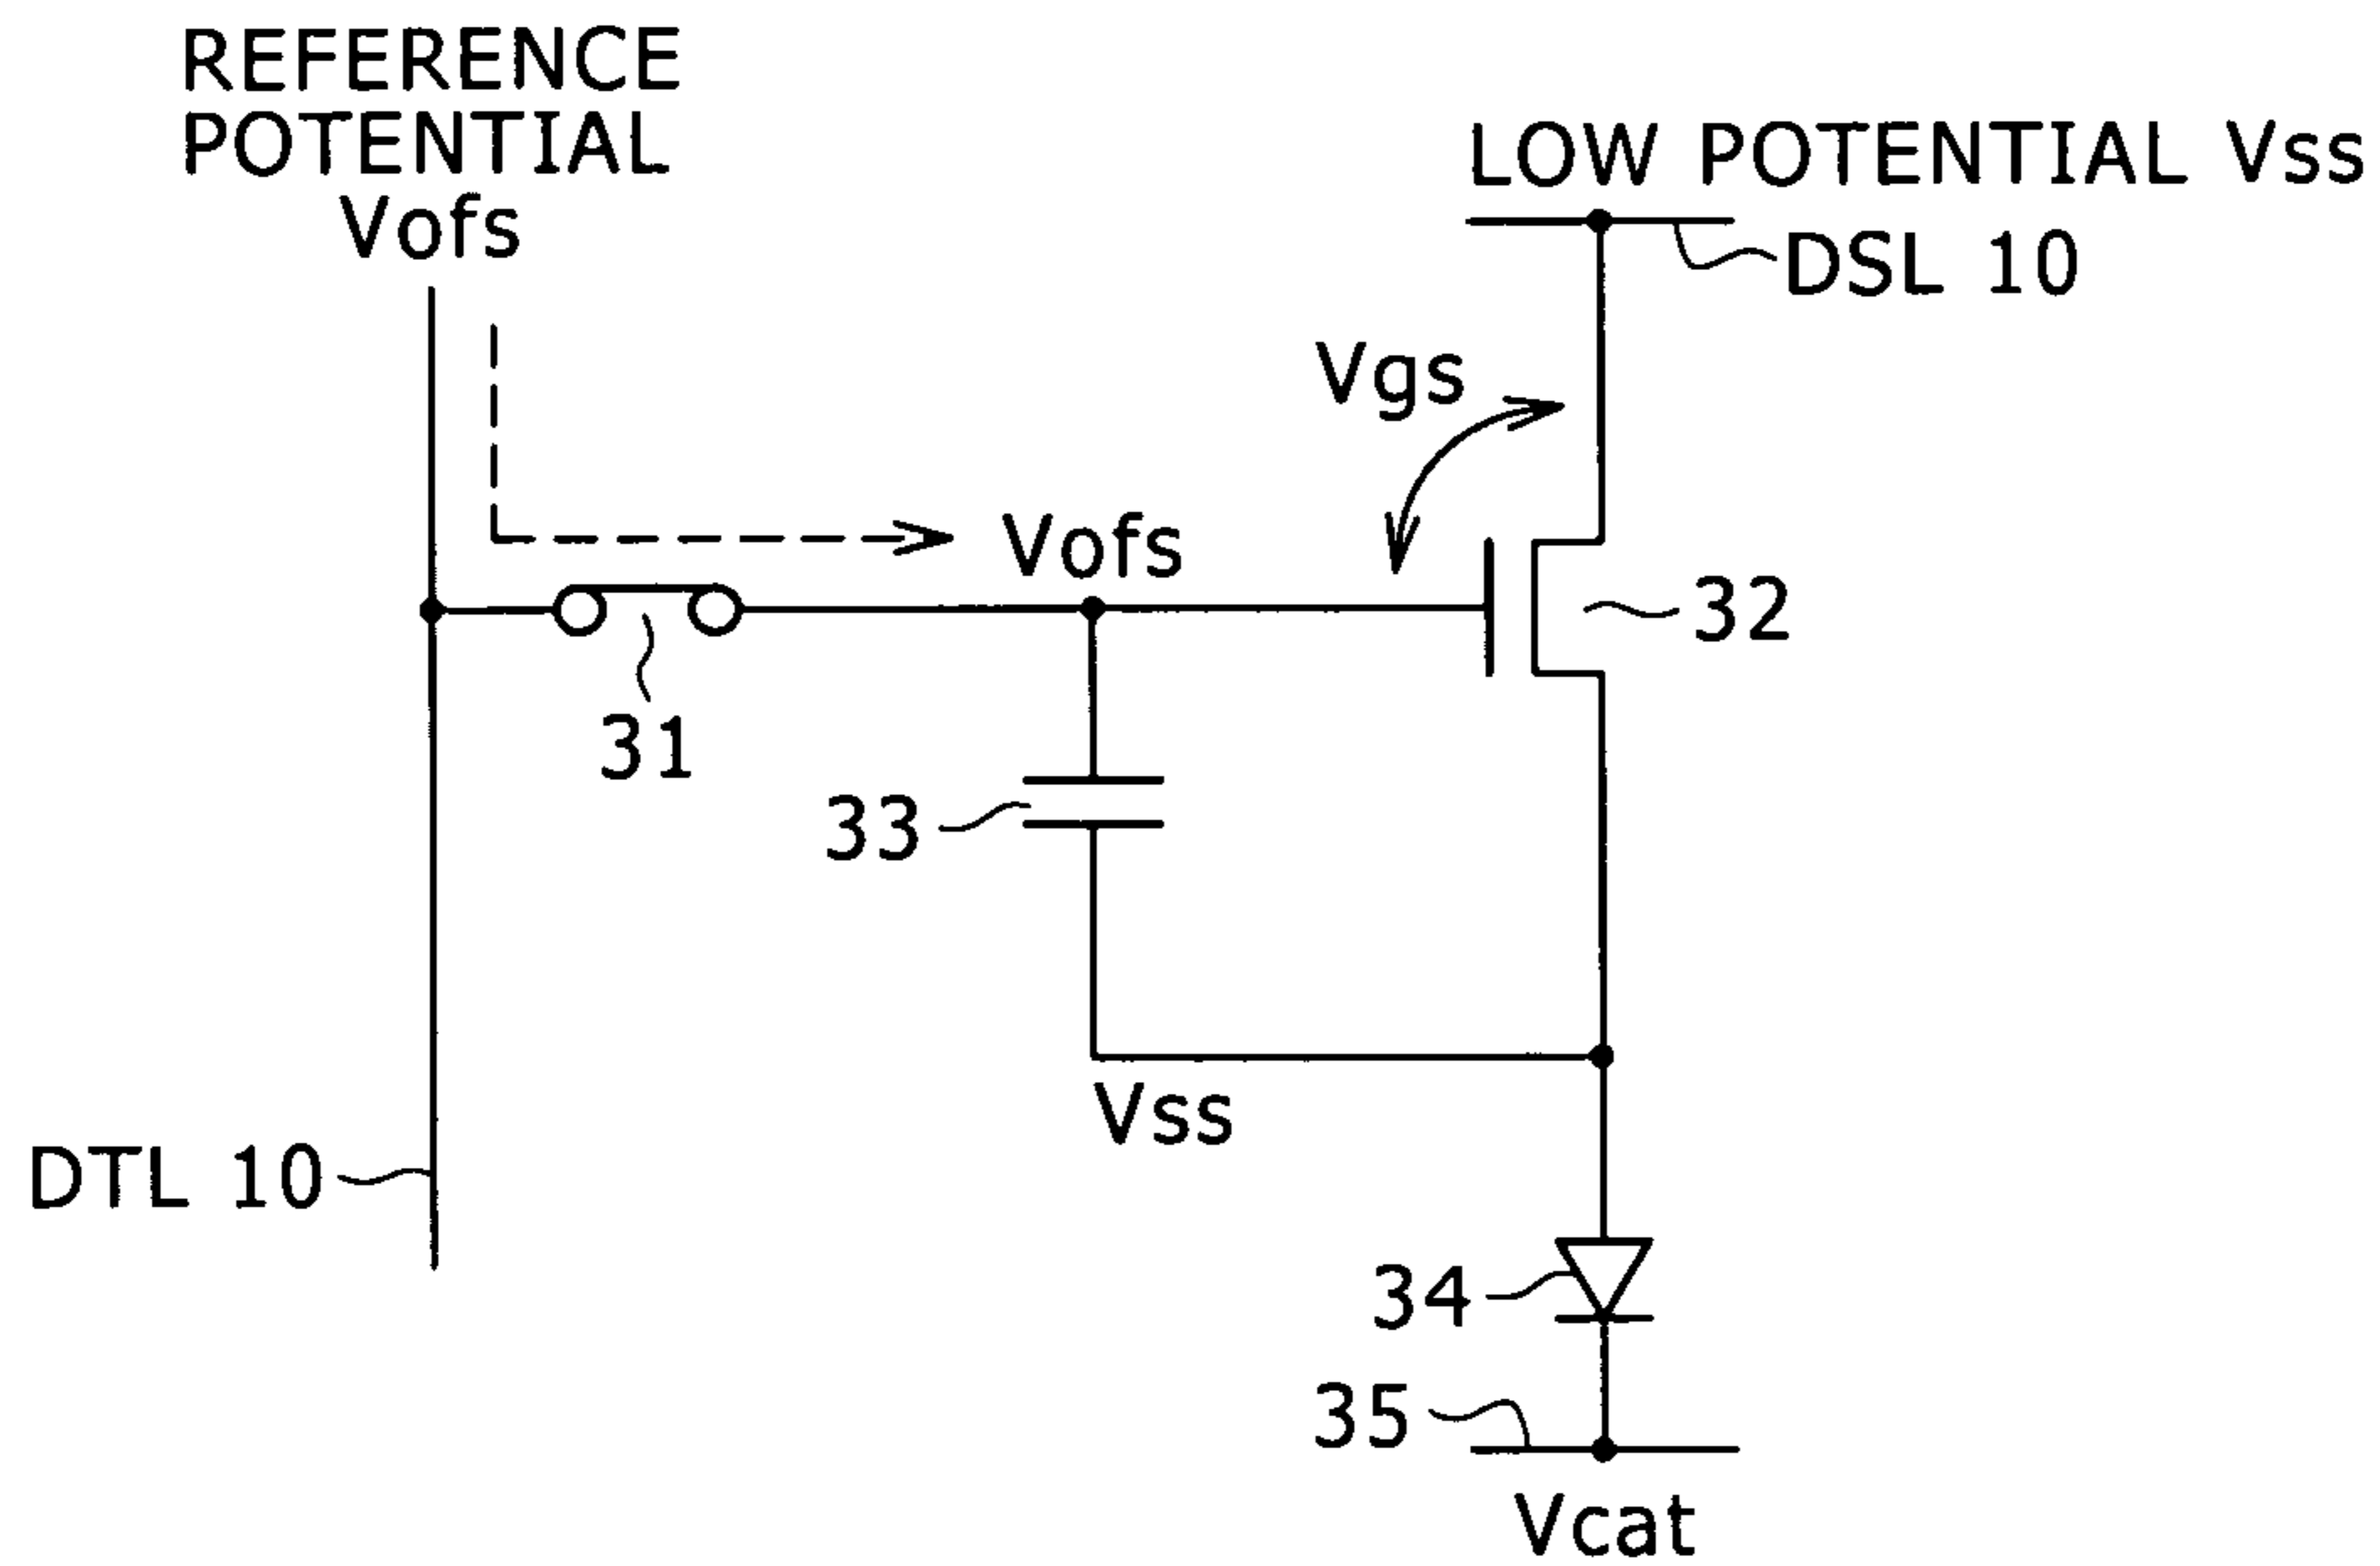 REFERENCE
POTENTIAL
Vofs
LOW POTENTIAL Vss
DSL 10
Vgs
Vofs
32
31
33
Vss
DTL 10
34
35
Vcat